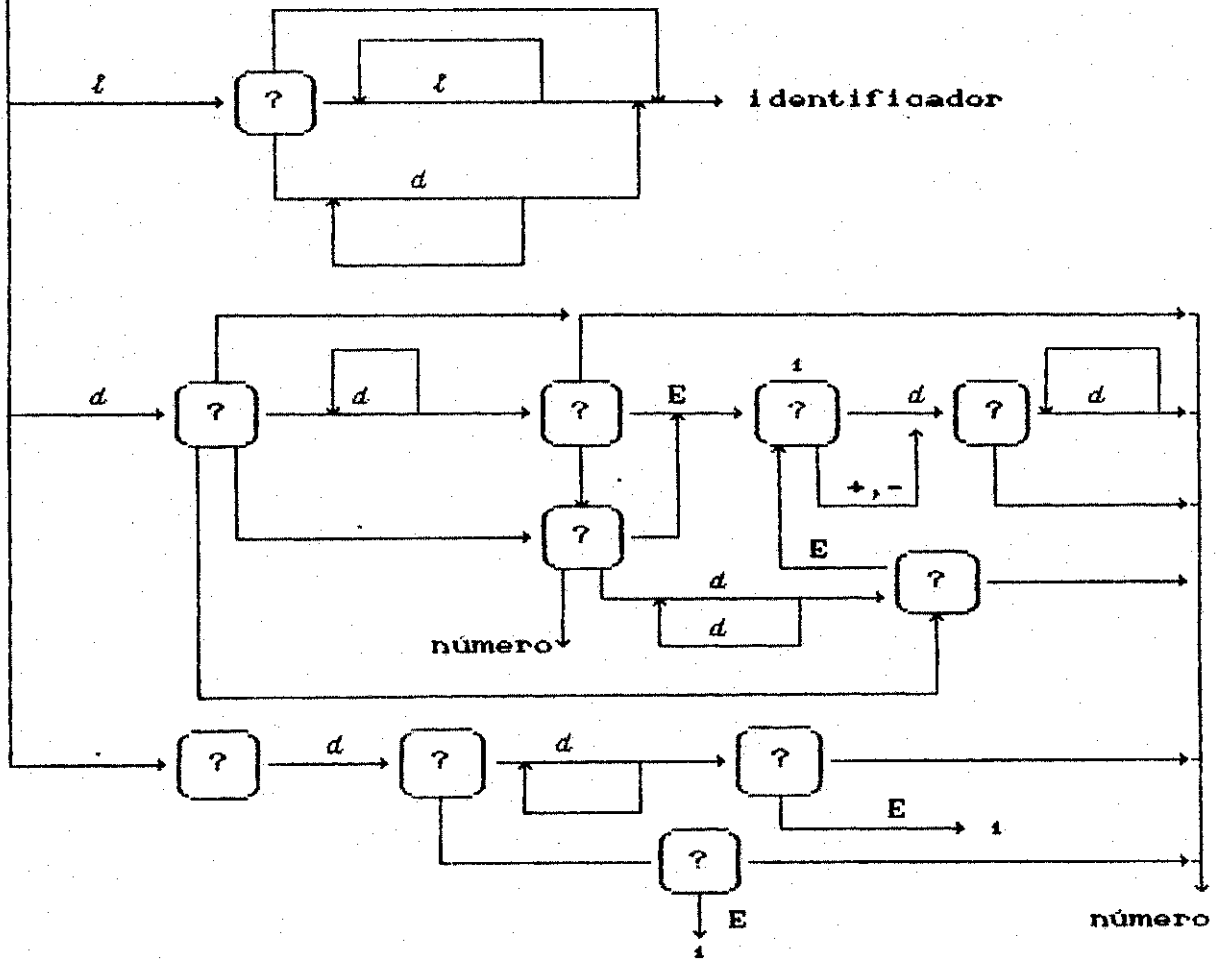 ℓ ? ℓ identificador
d
d ? d ? E 1 ? d ? d
+,-
. ?
E ?
d
d
número
. ? d ? d ?
E 1
?
E número
1